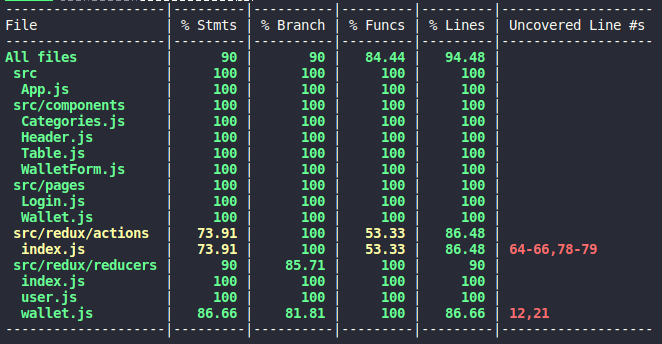 --------------------|---------|----------|---------|---------|-------------------
File                | % Stmts | % Branch | % Funcs | % Lines | Uncovered Line #s
--------------------|---------|----------|---------|---------|-------------------
All files           |      90 |       90 |   84.44 |   94.48 |
 src                |     100 |      100 |     100 |     100 |
  App.js            |     100 |      100 |     100 |     100 |
 src/components     |     100 |      100 |     100 |     100 |
  Categories.js     |     100 |      100 |     100 |     100 |
  Header.js         |     100 |      100 |     100 |     100 |
  Table.js          |     100 |      100 |     100 |     100 |
  WalletForm.js     |     100 |      100 |     100 |     100 |
 src/pages          |     100 |      100 |     100 |     100 |
  Login.js          |     100 |      100 |     100 |     100 |
  Wallet.js         |     100 |      100 |     100 |     100 |
 src/redux/actions  |   73.91 |      100 |   53.33 |   86.48 |
  index.js          |   73.91 |      100 |   53.33 |   86.48 | 64-66,78-79
 src/redux/reducers |      90 |    85.71 |     100 |      90 |
  index.js          |     100 |      100 |     100 |     100 |
  user.js           |     100 |      100 |     100 |     100 |
  wallet.js         |   86.66 |    81.81 |     100 |   86.66 | 12,21
--------------------|---------|----------|---------|---------|-------------------